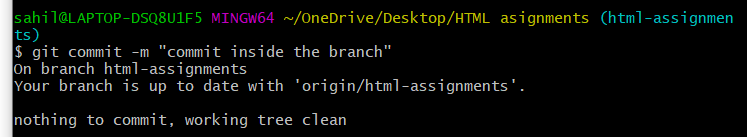 sahil@LAPTOP-DSQ8U1F5 MINGW64 ~/OneDrive/Desktop/HTML asignments (html-assignmen
ts)
$ git commit -m "commit inside the branch"
On branch html-assignments
Your branch is up to date with 'origin/html-assignments'.
nothing to commit, working tree clean